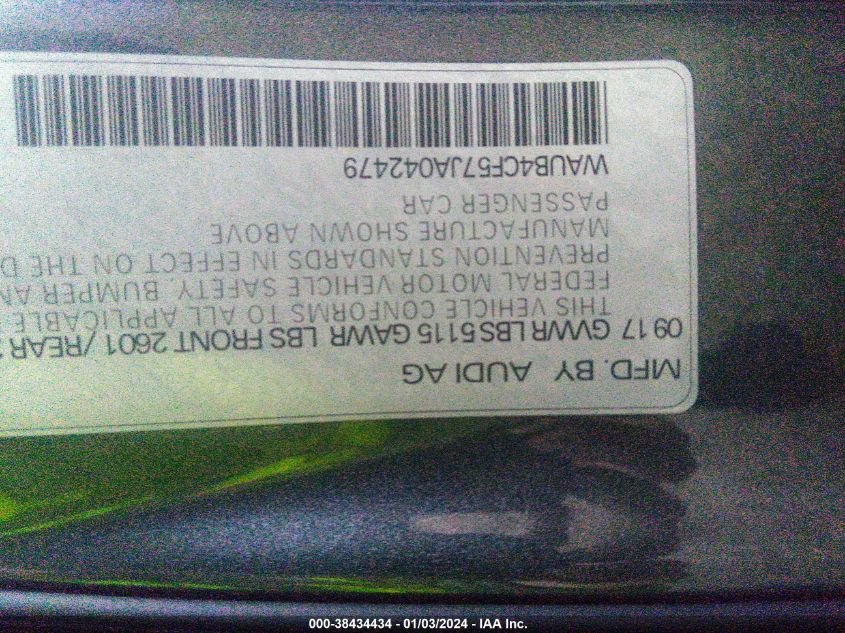 MFD. BY AUDI AG
09 17 GVWR LBS 5115 GAWR LBS FRONT 2601 / REAR
THIS VEHICLE CONFORMS TO ALL APPLICABLE
FEDERAL MOTOR VEHICLE SAFETY, BUMPER AN
PREVENTION STANDARDS IN EFFECT ON THE D
MANUFACTURE SHOWN ABOVE
PASSENGER CAR
WAUB4CF57JA042479
000-38434434 - 01/03/2024 - IAA Inc.